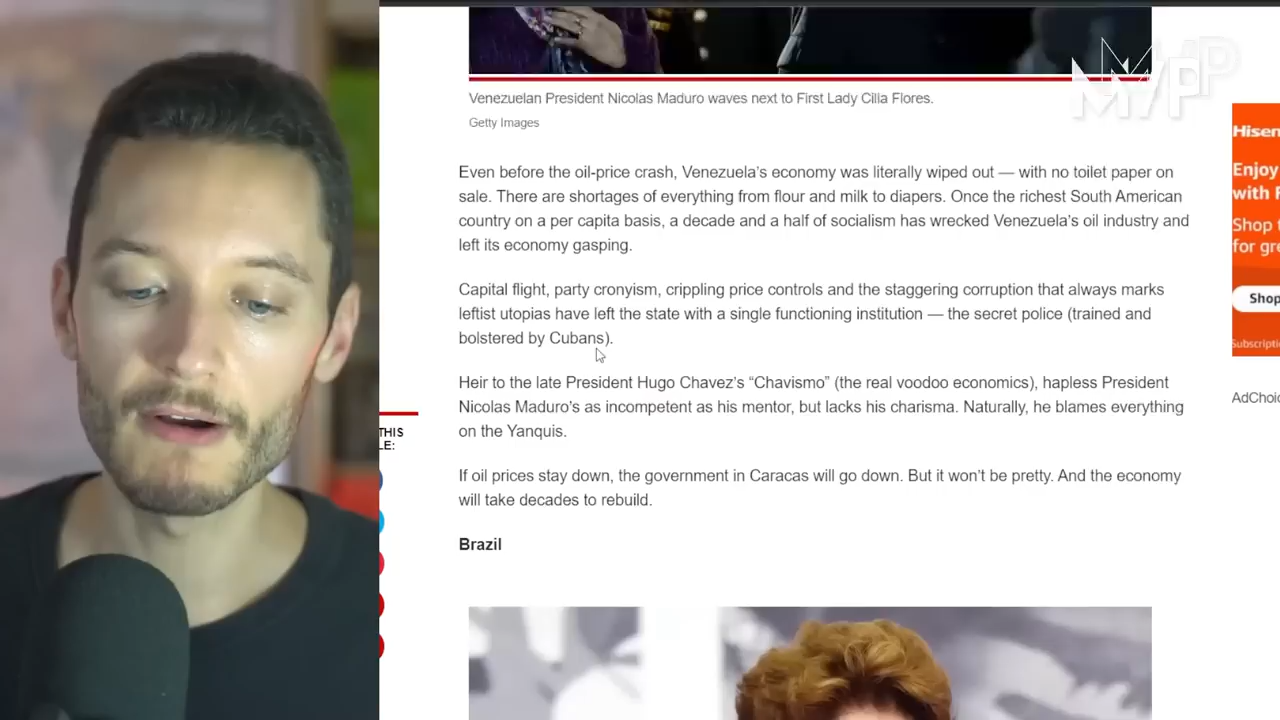 MVP
Venezuelan President Nicolas Maduro waves next to First Lady Cilia Flores.
Getty Images
Even before the oil-price crash, Venezuela’s economy was literally wiped out — with no toilet paper on
sale. There are shortages of everything from flour and milk to diapers. Once the richest South American
country on a per capita basis, a decade and a half of socialism has wrecked Venezuela’s oil industry and
left its economy gasping.
Capital flight, party cronyism, crippling price controls and the staggering corruption that always marks
leftist utopias have left the state with a single functioning institution — the secret police (trained and
bolstered by Cubans).
Heir to the late President Hugo Chavez’s “Chavismo” (the real voodoo economics), hapless President
Nicolas Maduro’s as incompetent as his mentor, but lacks his charisma. Naturally, he blames everything
on the Yanquis.
If oil prices stay down, the government in Caracas will go down. But it won’t be pretty. And the economy
will take decades to rebuild.
Brazil
THIS
LE:
Hisen
Enjoy
with F
Shop t
for gre
Shop
Subscripti
AdChoic